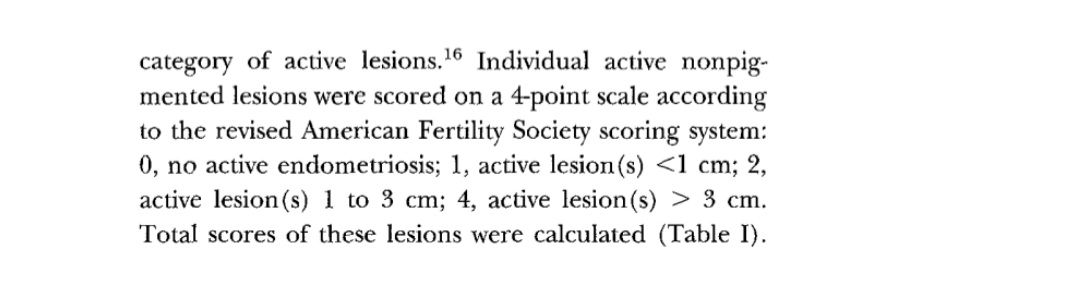 category of active lesions.16 Individual active nonpig-
mented lesions were scored on a 4-point scale according
to the revised American Fertility Society scoring system:
0, no active endometriosis; 1, active lesion(s) <1 cm; 2,
active lesion(s) 1 to 3 cm; 4, active lesion(s) > 3 cm.
Total scores of these lesions were calculated (Table I).